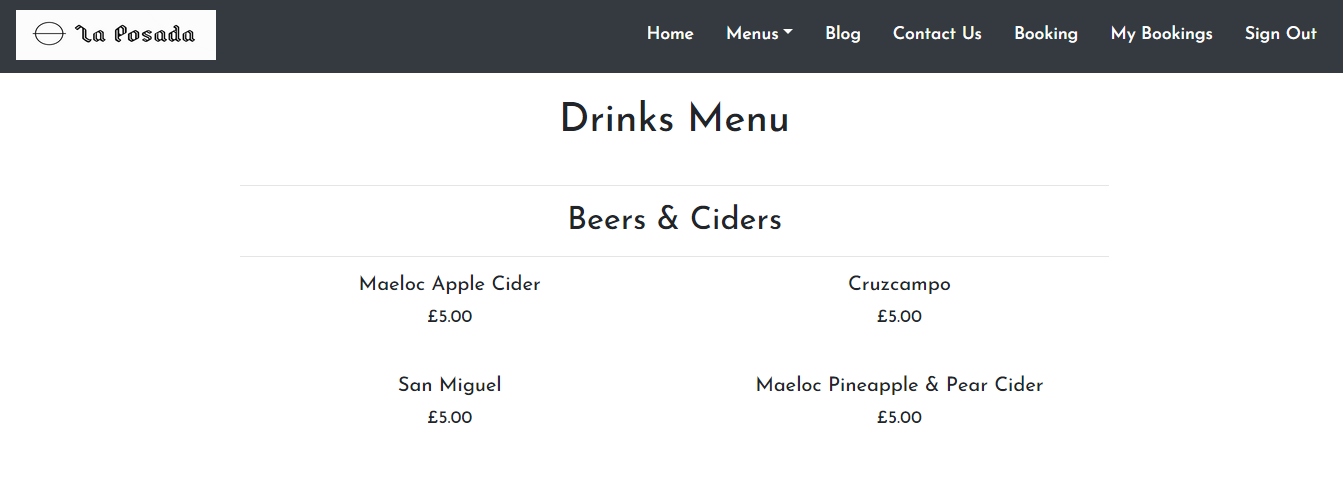 La Posada
Home Menus Blog Contact Us Booking My Bookings Sign Out
Drinks Menu
Beers & Ciders
Maeloc Apple Cider
£5.00
Cruzcampo
£5.00
San Miguel
£5.00
Maeloc Pineapple & Pear Cider
£5.00